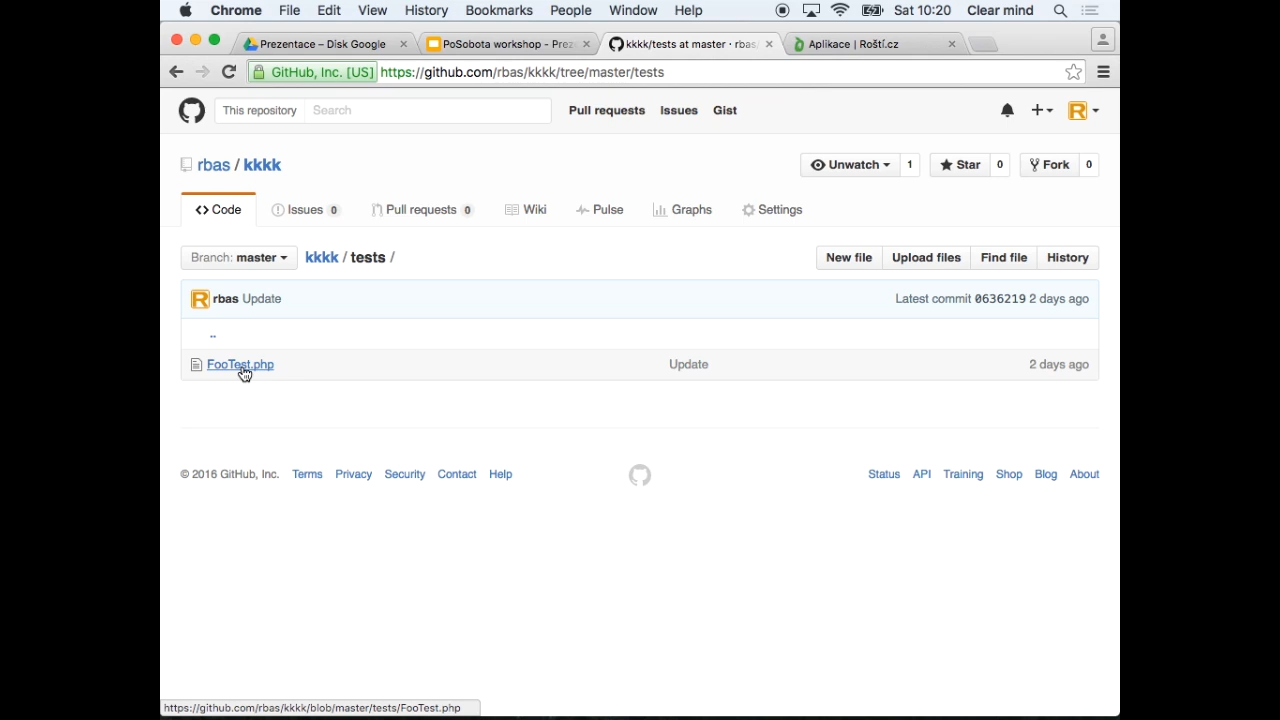 Chrome File Edit View History Bookmarks People Window Help Sat 10:20 Clear mind
Prezentace – Disk Google PoSobota workshop - Prez kkkk/tests at master · rbas Aplikace | Roští.cz
GitHub, Inc. [US] https://github.com/rbas/kkkk/tree/master/tests
This repository Search Pull requests Issues Gist
rbas / kkkk Unwatch 1 Star 0 Fork 0
Code Issues 0 Pull requests 0 Wiki Pulse Graphs Settings
Branch: master kkkk / tests / New file Upload files Find file History
rbas Update Latest commit 0636219 2 days ago
..
FooTest.php Update 2 days ago
© 2016 GitHub, Inc. Terms Privacy Security Contact Help Status API Training Shop Blog About
https://github.com/rbas/kkkk/blob/master/tests/FooTest.php